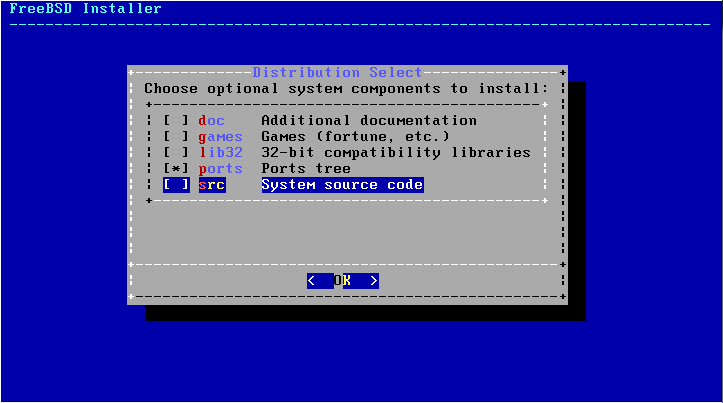 FreeBSD Installer
Distribution Select
Choose optional system components to install:
[ ] doc Additional documentation
[ ] games Games (fortune, etc.)
[ ] lib32 32-bit compatibility libraries
[*] ports Ports tree
[ ] src System source code
< OK >